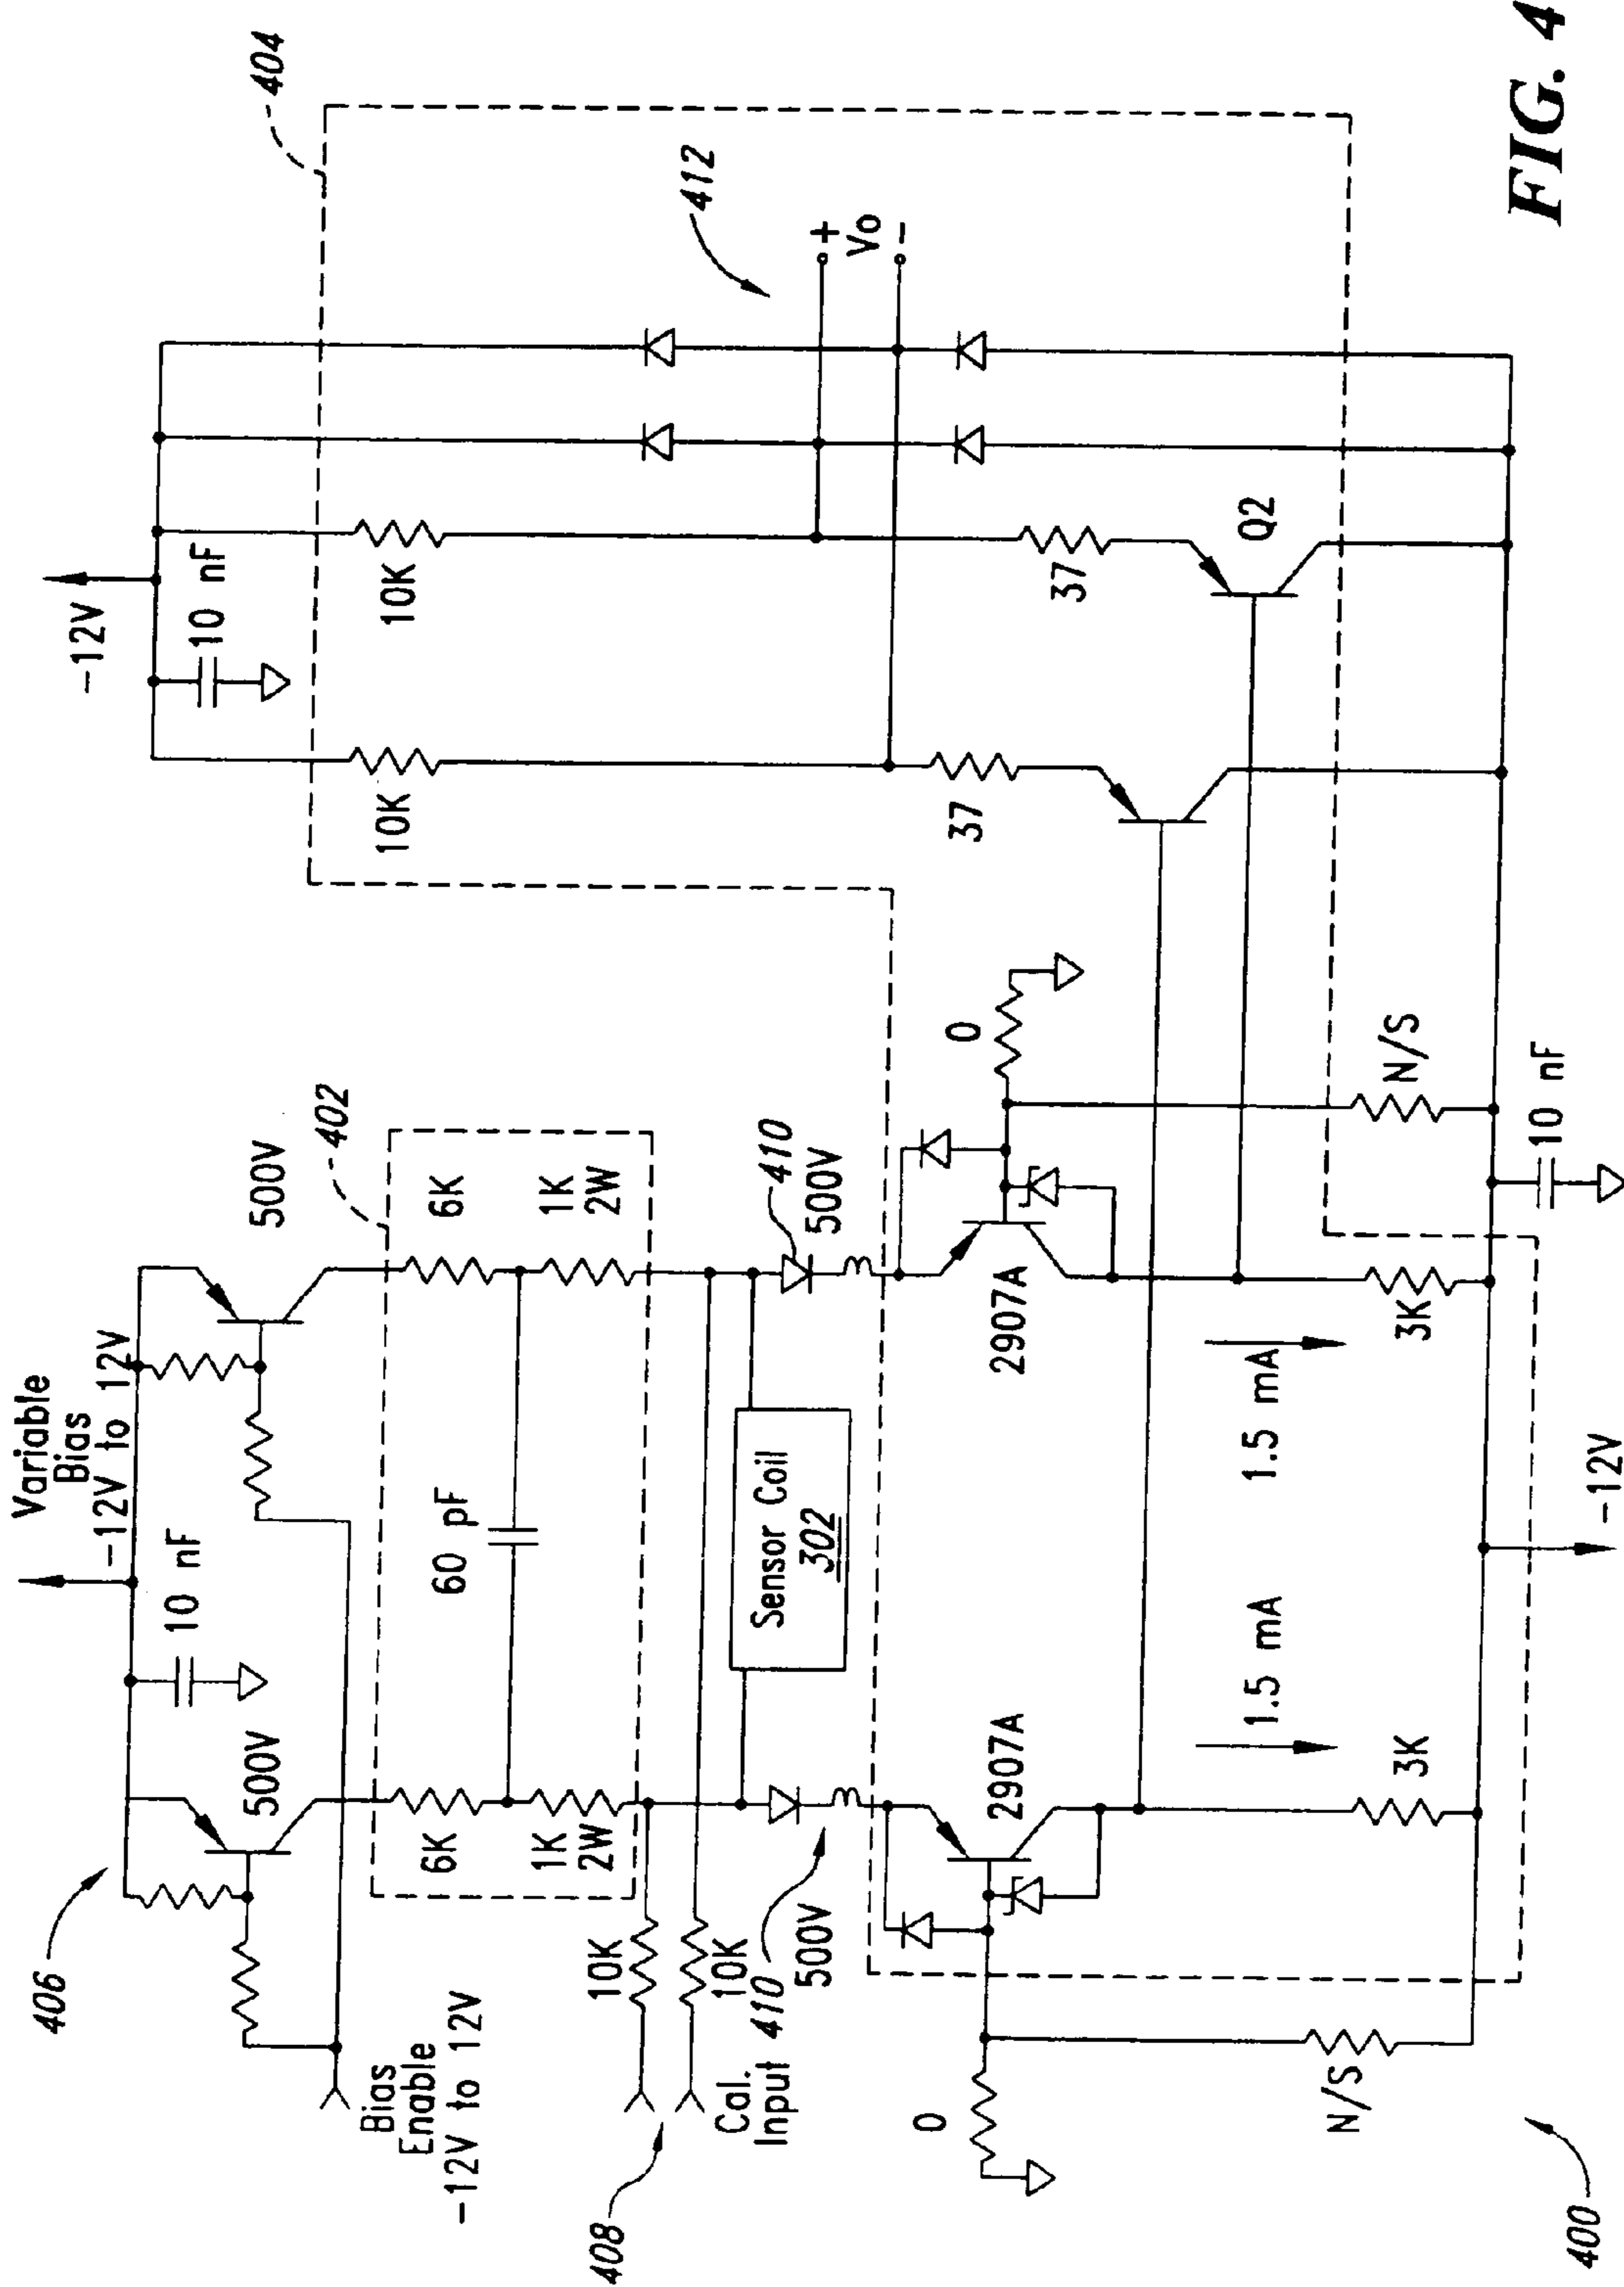 404
-12V
10 nF
412
10K
10K
+
Vo
-
37
37
Q2
Variable
Bias
-12V to 12V
10 nF
406
500V
500V
402
Bias
Enable
-12V to 12V
6K
6K
60 pF
1K
2W
1K
2W
10K
10K
408
Cal.
Input
Sensor Coil
302
410
500V
410
500V
0
0
2907A
2907A
1.5 mA
1.5 mA
3K
3K
N/S
N/S
10 nF
-12V
400
FIG. 4